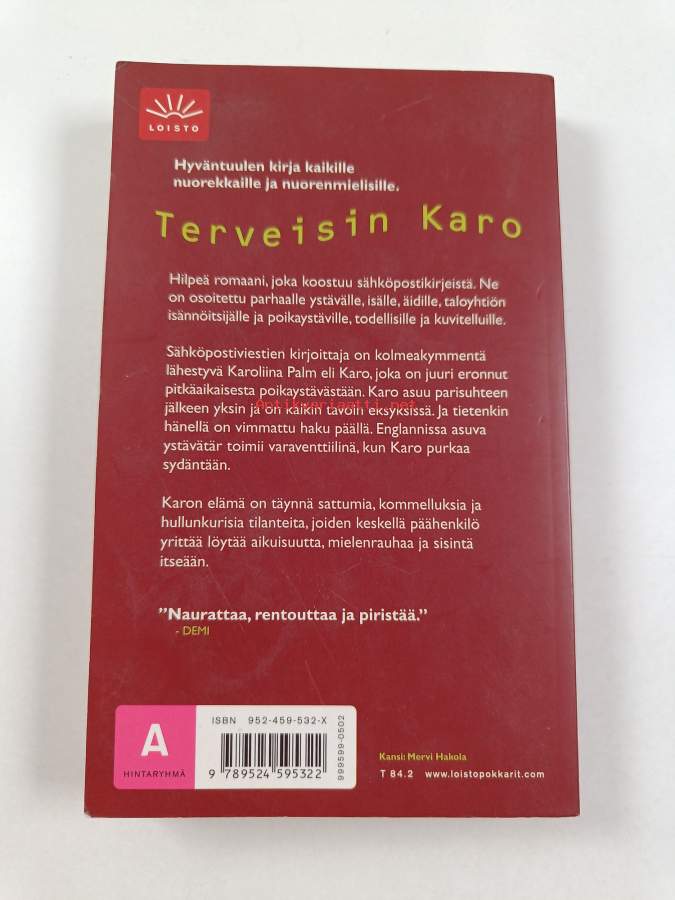 LOISTO
Hyväntuulen kirja kaikille
nuorekkaille ja nuorenmielisille.
Terveisin Karo
Hilpeä romaani, joka koostuu sähköpostikirjeistä. Ne
on osoitettu parhaalle ystävälle, isälle, äidille, taloyhtiön
isännöitsijälle ja poikaystäville, todellisille ja kuvitelluille.
Sähköpostiviestien kirjoittaja on kolmeakymmentä
lähestyvä Karoliina Palm eli Karo, joka on juuri eronnut
pitkäaikaisesta poikaystävästään. Karo asuu parisuhteen
Antikvariaatti.net
jälkeen yksin ja on kaikin tavoin eksyksissä. Ja tietenkin
hänellä on vimmattu haku päällä. Englannissa asuva
ystävätär toimii varaventtiilinä, kun Karo purkaa
sydäntään.
Karon elämä on täynnä sattumia, kommelluksia ja
hullunkurisia tilanteita, joiden keskellä päähenkilö
yrittää löytää aikuisuutta, mielenrauhaa ja sisintä
itseään.
"Naurattaa, rentouttaa ja piristää."
- DEMI
A
HINTARYHMÄ
ISBN 952-459-532-X
9 789524 595322
999599-0502
Kansi: Mervi Hakola
T 84.2 www.loistopokkarit.com